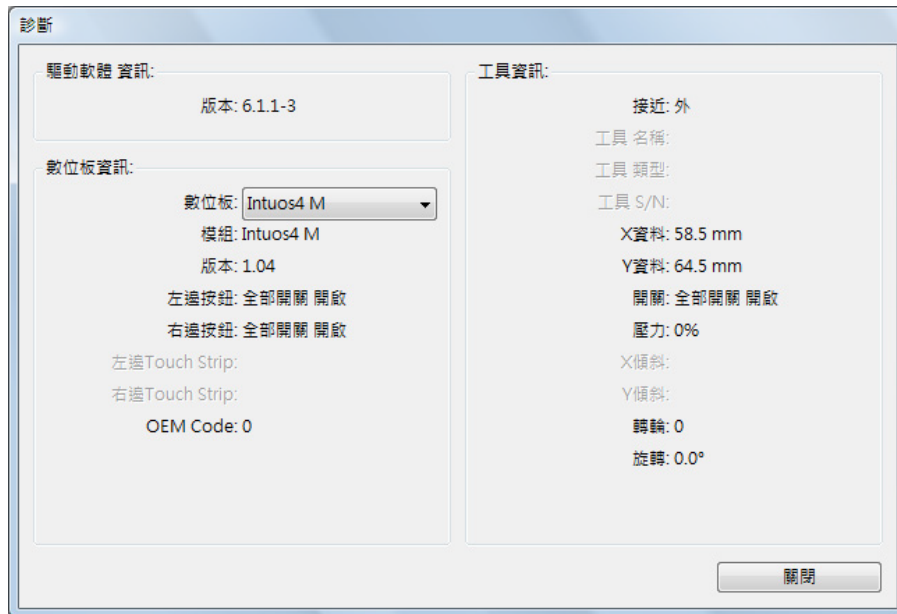 診斷
驅動軟體 資訊:
版本: 6.1.1-3
數位板資訊:
數位板: Intuos4 M
模組: Intuos4 M
版本: 1.04
左邊按鈕: 全部開關 開啟
右邊按鈕: 全部開關 開啟
左邊Touch Strip:
右邊Touch Strip:
OEM Code: 0
工具資訊:
接近: 外
工具 名稱:
工具 類型:
工具 S/N:
X資料: 58.5 mm
Y資料: 64.5 mm
開關: 全部開關 開啟
壓力: 0%
X傾斜:
Y傾斜:
轉輪: 0
旋轉: 0.0°
關閉